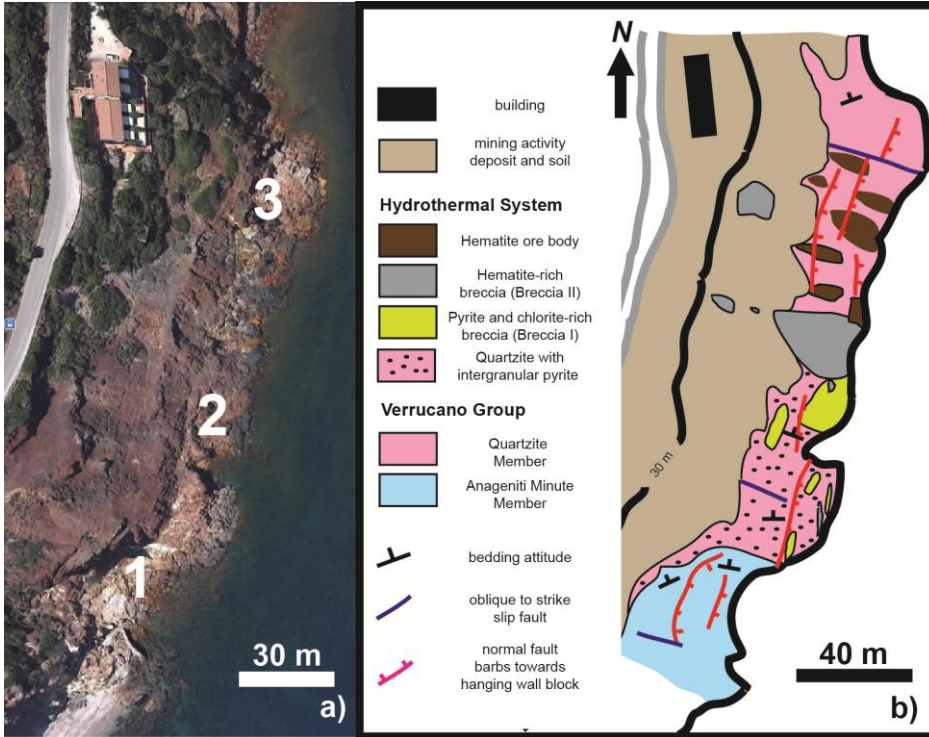 3
2
1
30 m
a)
N
building
mining activity
deposit and soil
Hydrothermal System
Hematite ore body
Hematite-rich
breccia (Breccia II)
Pyrite and chlorite-rich
breccia (Breccia I)
Quartzite with
intergranular pyrite
Verrucano Group
Quartzite
Member
Anageniti Minute
Member
bedding attitude
oblique to strike
slip fault
normal fault
barbs towards
hanging wall block
30 m
40 m
b)